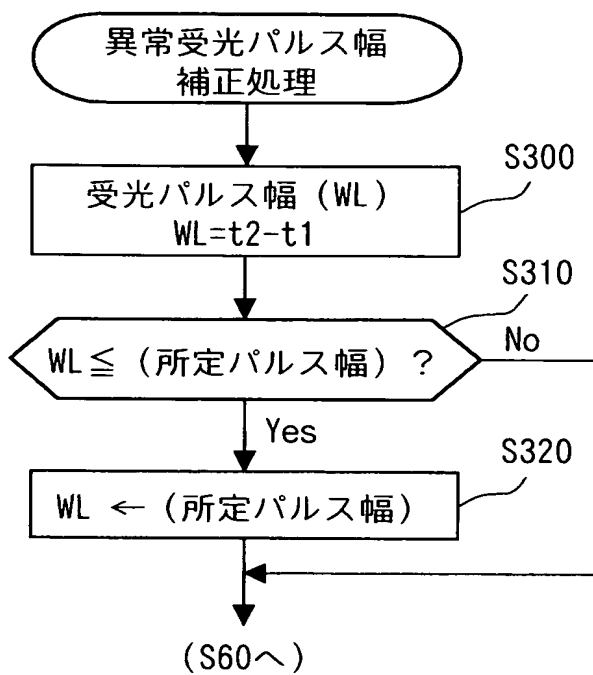 異常受光パルス幅
補正処理
S300
受光パルス幅 (WL)
WL=t2-t1
S310
WL≦ (所定パルス幅) ?
No
Yes
S320
WL ← (所定パルス幅)
(S60へ)